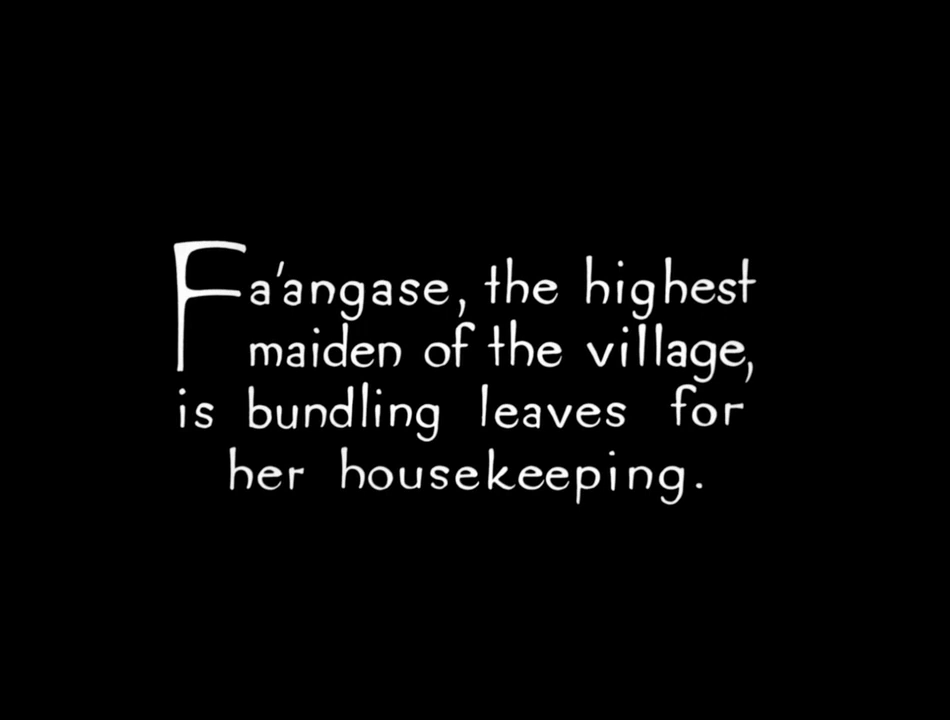 Fa'angase, the highest
maiden of the village,
is bundling leaves for
her housekeeping.